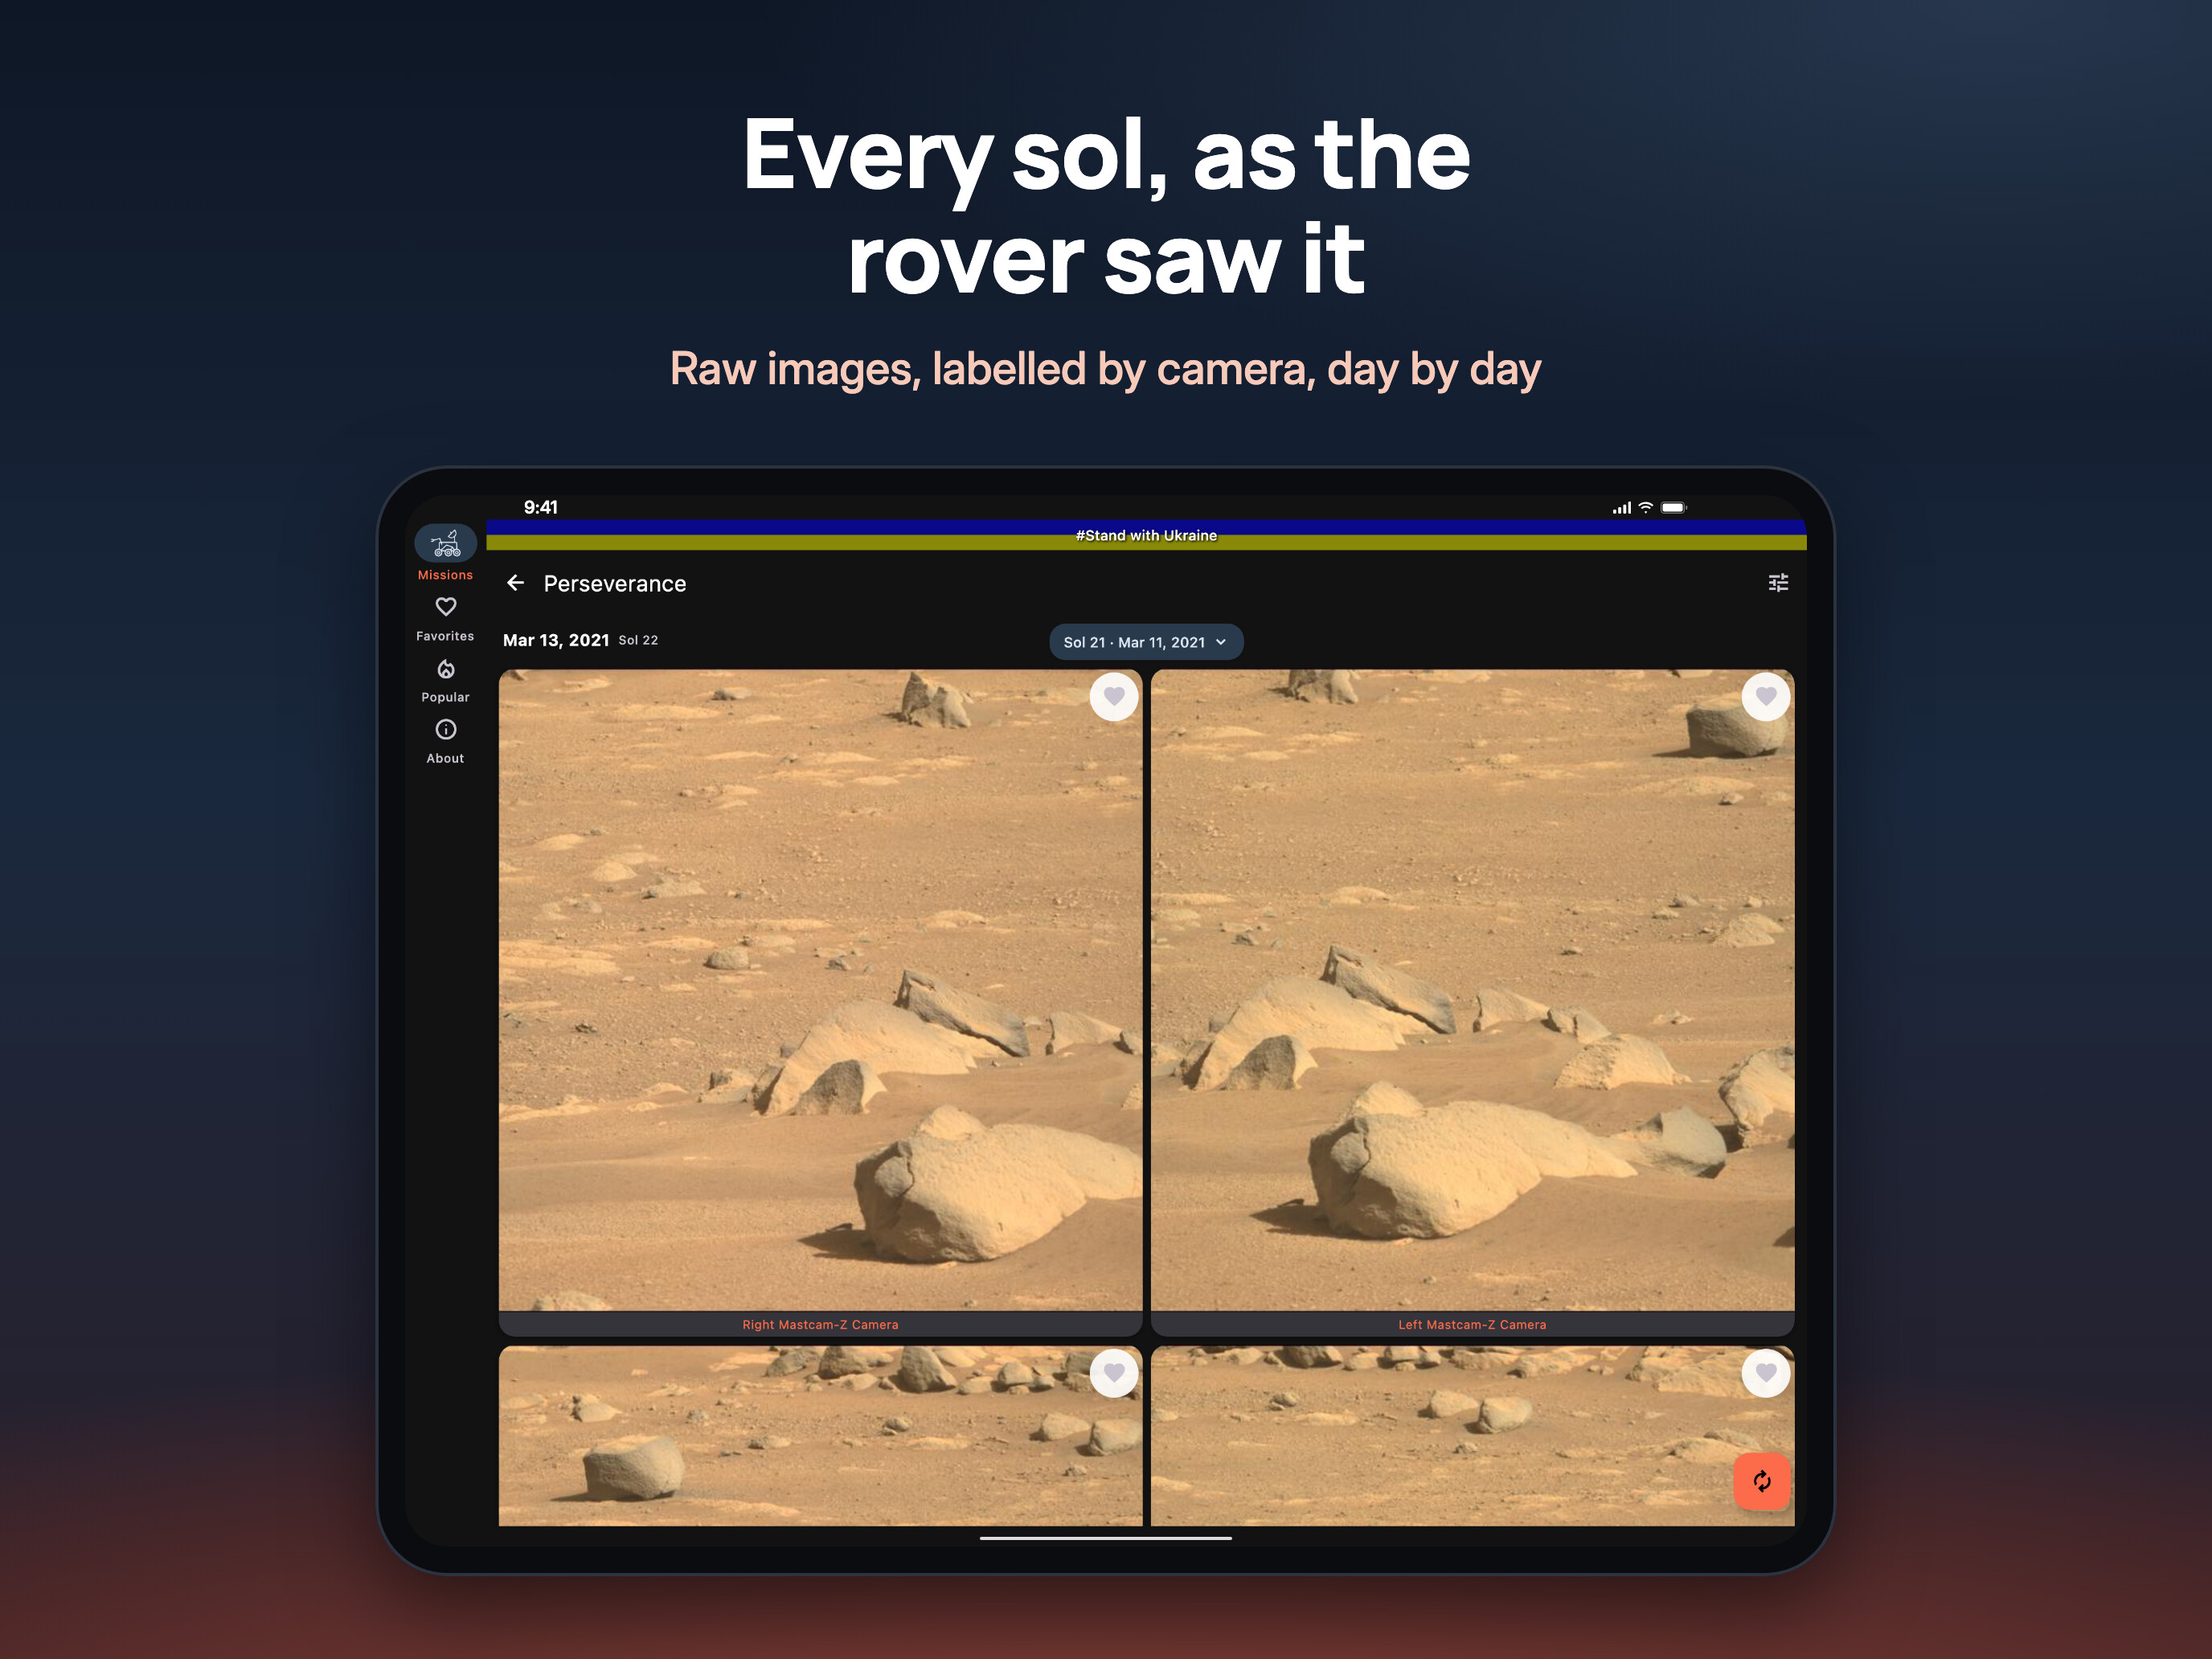 Every sol, as the
rover saw it
Raw images, labelled by camera, day by day
9:41
#Stand with Ukraine
Missions
Favorites
Popular
About
Perseverance
Mar 13, 2021 Sol 22
Sol 21 · Mar 11, 2021
Right Mastcam-Z Camera
Left Mastcam-Z Camera